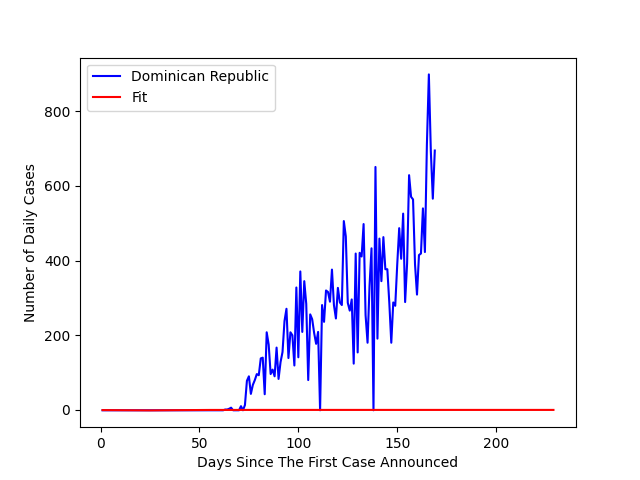 Dominican Republic
Fit
Number of Daily Cases
800
600
400
200
0
0 50 100 150 200
Days Since The First Case Announced